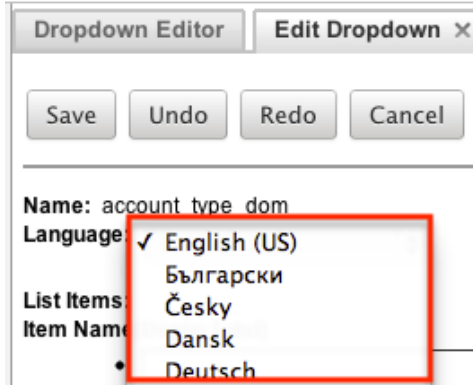 Dropdown Editor Edit Dropdown ×
Save Undo Redo Cancel
Name: account_type_dom
Language: ✓ English (US)
Български
Česky
List Items:
Item Name
Dansk
Deutsch